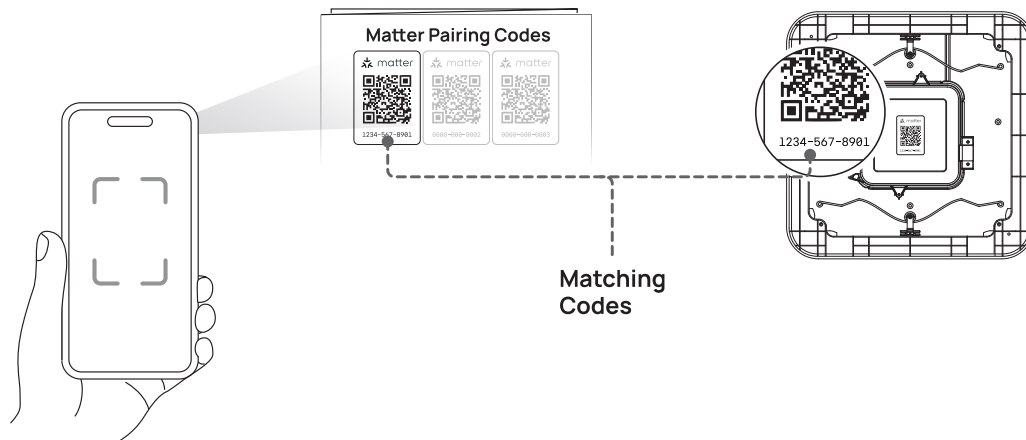 Matter Pairing Codes
matter matter matter
1234-567-8901 0000-000-0002 0000-000-0003
1234-567-8901
matter
Matching
Codes